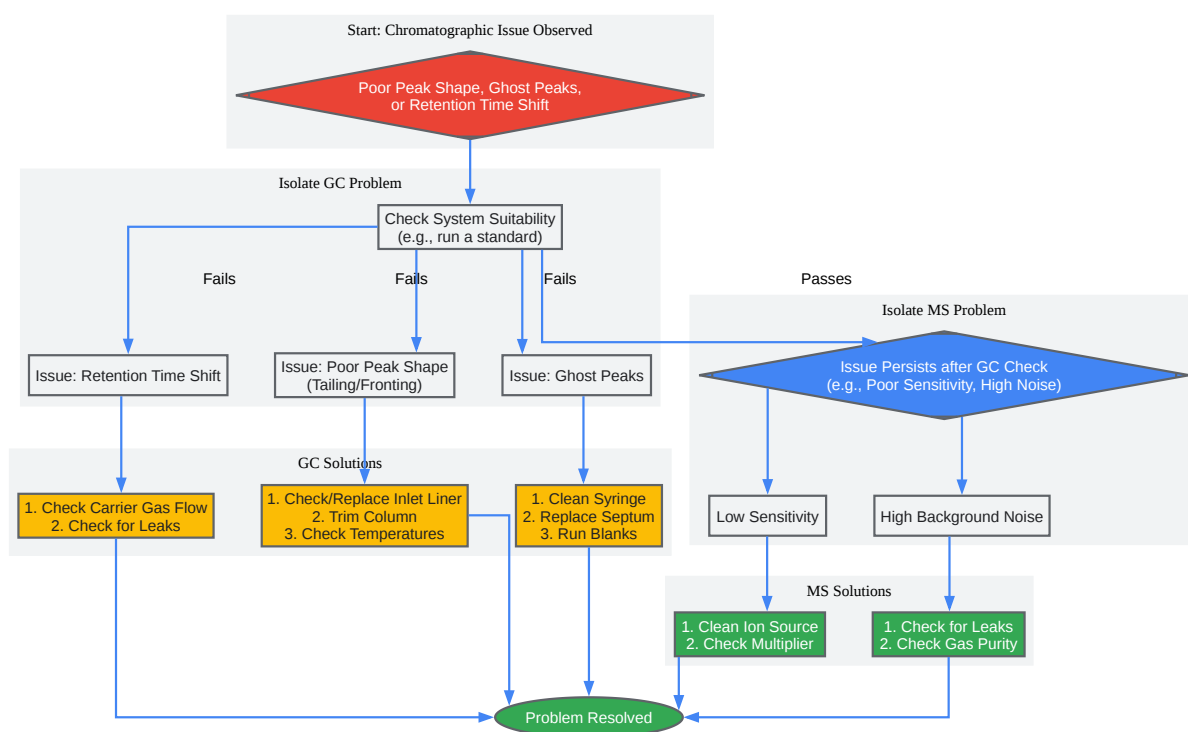 Start: Chromatographic Issue Observed
Poor Peak Shape, Ghost Peaks,
or Retention Time Shift
Isolate GC Problem
Check System Suitability
(e.g., run a standard)
Fails
Fails
Fails
Passes
Isolate MS Problem
Issue: Retention Time Shift
Issue: Poor Peak Shape
(Tailing/Fronting)
Issue: Ghost Peaks
Issue Persists after GC Check
(e.g., Poor Sensitivity, High Noise)
GC Solutions
1. Check Carrier Gas Flow
2. Check for Leaks
1. Check/Replace Inlet Liner
2. Trim Column
3. Check Temperatures
1. Clean Syringe
2. Replace Septum
3. Run Blanks
Low Sensitivity
High Background Noise
MS Solutions
1. Clean Ion Source
2. Check Multiplier
1. Check for Leaks
2. Check Gas Purity
Problem Resolved